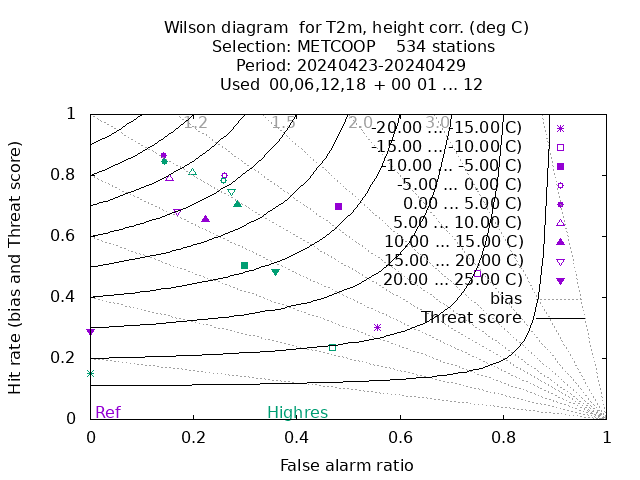 Wilson diagram for T2m, height corr. (deg C)
Selection: METCOOP 534 stations
Period: 20240423-20240429
Used 00,06,12,18 + 00 01 ... 12
Hit rate (bias and Threat score)
1
0.8
0.6
0.4
0.2
0
1.2 1.5 2.0 3.0
-20.00 ... -15.00 C)
-15.00 ... -10.00 C)
-10.00 ... -5.00 C)
-5.00 ... 0.00 C)
0.00 ... 5.00 C)
5.00 ... 10.00 C)
10.00 ... 15.00 C)
15.00 ... 20.00 C)
20.00 ... 25.00 C)
bias
Threat score
Ref Highres
0 0.2 0.4 0.6 0.8 1
False alarm ratio